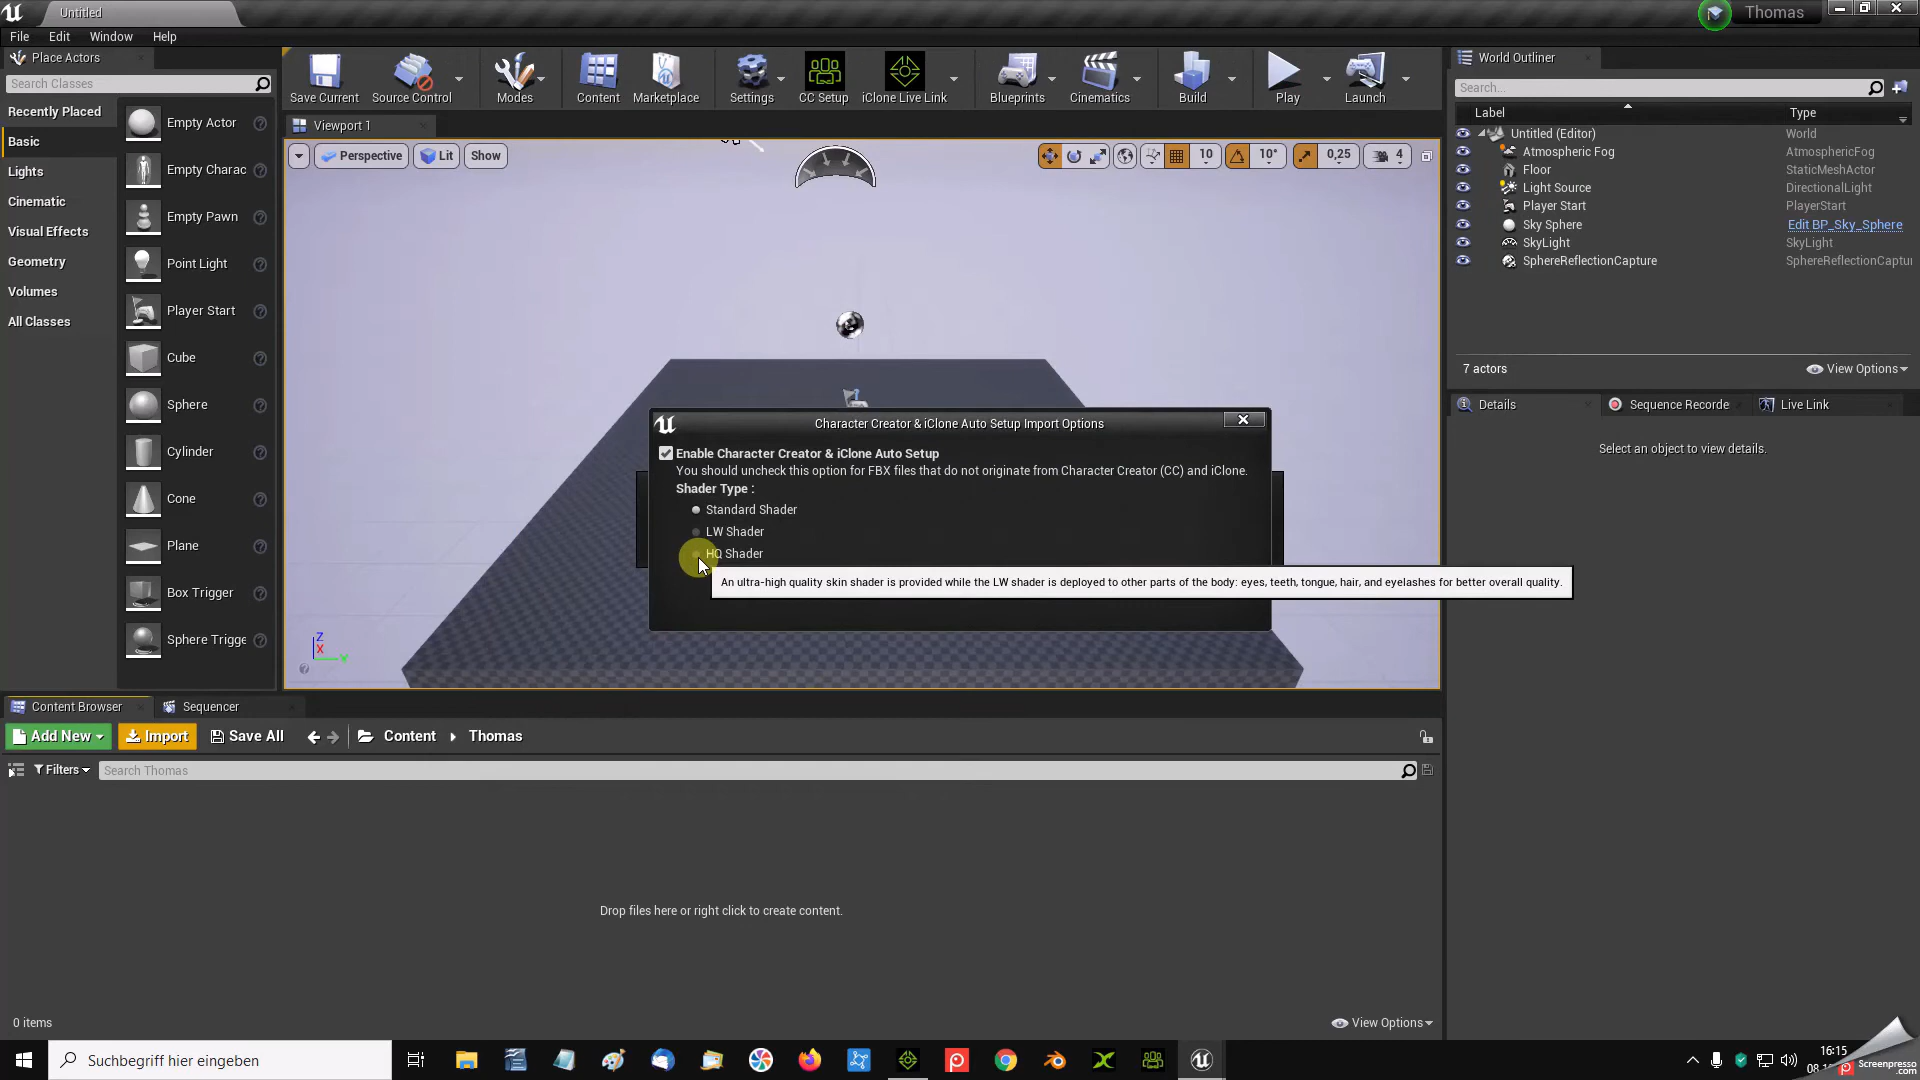 Untitled
Thomas
File Edit Window Help
Place Actors
Search Classes
Recently Placed
Basic
Lights
Cinematic
Visual Effects
Geometry
Volumes
All Classes
Empty Actor
Empty Charac
Empty Pawn
Point Light
Player Start
Cube
Sphere
Cylinder
Cone
Plane
Box Trigger
Sphere Trigge
Save Current
Source Control
Modes
Content
Marketplace
Settings
CC Setup
iClone Live Link
Blueprints
Cinematics
Build
Play
Launch
Viewport 1
Perspective
Lit
Show
10
10°
0,25
4
Character Creator & iClone Auto Setup Import Options
Enable Character Creator & iClone Auto Setup
You should uncheck this option for FBX files that do not originate from Character Creator (CC) and iClone.
Shader Type :
Standard Shader
LW Shader
HQ Shader
An ultra-high quality skin shader is provided while the LW shader is deployed to other parts of the body: eyes, teeth, tongue, hair, and eyelashes for better overall quality.
Z
X
Y
World Outliner
Search...
Label Type
Untitled (Editor) World
Atmospheric Fog AtmosphericFog
Floor StaticMeshActor
Light Source DirectionalLight
Player Start PlayerStart
Sky Sphere Edit BP_Sky_Sphere
SkyLight SkyLight
SphereReflectionCapture SphereReflectionCaptur
7 actors
View Options
Details
Sequence Recorde
Live Link
Select an object to view details.
Content Browser
Sequencer
Add New
Import
Save All
Content
Thomas
Filters
Search Thomas
Drop files here or right click to create content.
0 items
View Options
Suchbegriff hier eingeben
16:15
Screenpresso
.com